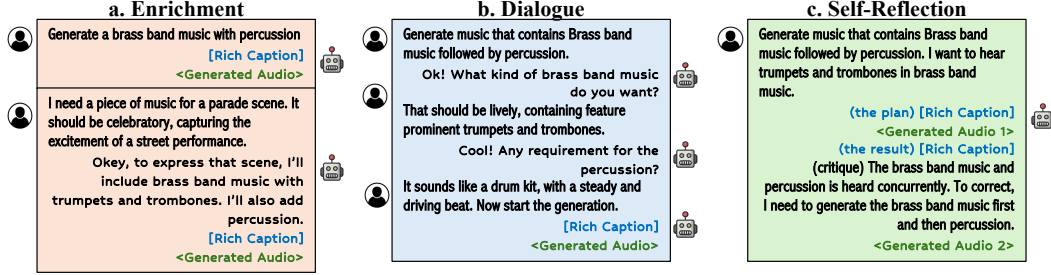 a. Enrichment
Generate a brass band music with percussion
[Rich Caption]
<Generated Audio>
I need a piece of music for a parade scene. It
should be celebratory, capturing the
excitement of a street performance.
Okey, to express that scene, I'll
include brass band music with
trumpets and trombones. I'll also add
percussion.
[Rich Caption]
<Generated Audio>
b. Dialogue
Generate music that contains Brass band
music followed by percussion.
Ok! What kind of brass band music
do you want?
That should be lively, containing feature
prominent trumpets and trombones.
Cool! Any requirement for the
percussion?
It sounds like a drum kit, with a steady and
driving beat. Now start the generation.
[Rich Caption]
<Generated Audio>
c. Self-Reflection
Generate music that contains Brass band
music followed by percussion. I want to hear
trumpets and trombones in brass band
music.
(the plan) [Rich Caption]
<Generated Audio 1>
(the result) [Rich Caption]
(critique) The brass band music and
percussion is heard concurrently. To correct,
I need to generate the brass band music first
and then percussion.
<Generated Audio 2>